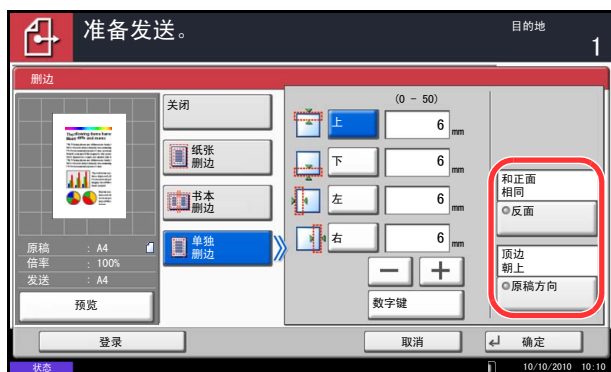 准备发送。
目的地
1
删边
关闭
纸张
删边
书本
删边
单独
删边
原稿 : A4
倍率 : 100%
发送 : A4
预览
(0 - 50)
上 6 mm
下 6 mm
左 6 mm
右 6 mm
数字键
和正面
相同
反面
顶边
朝上
原稿方向
登录
取消
确定
状态
10/10/2010 10:10